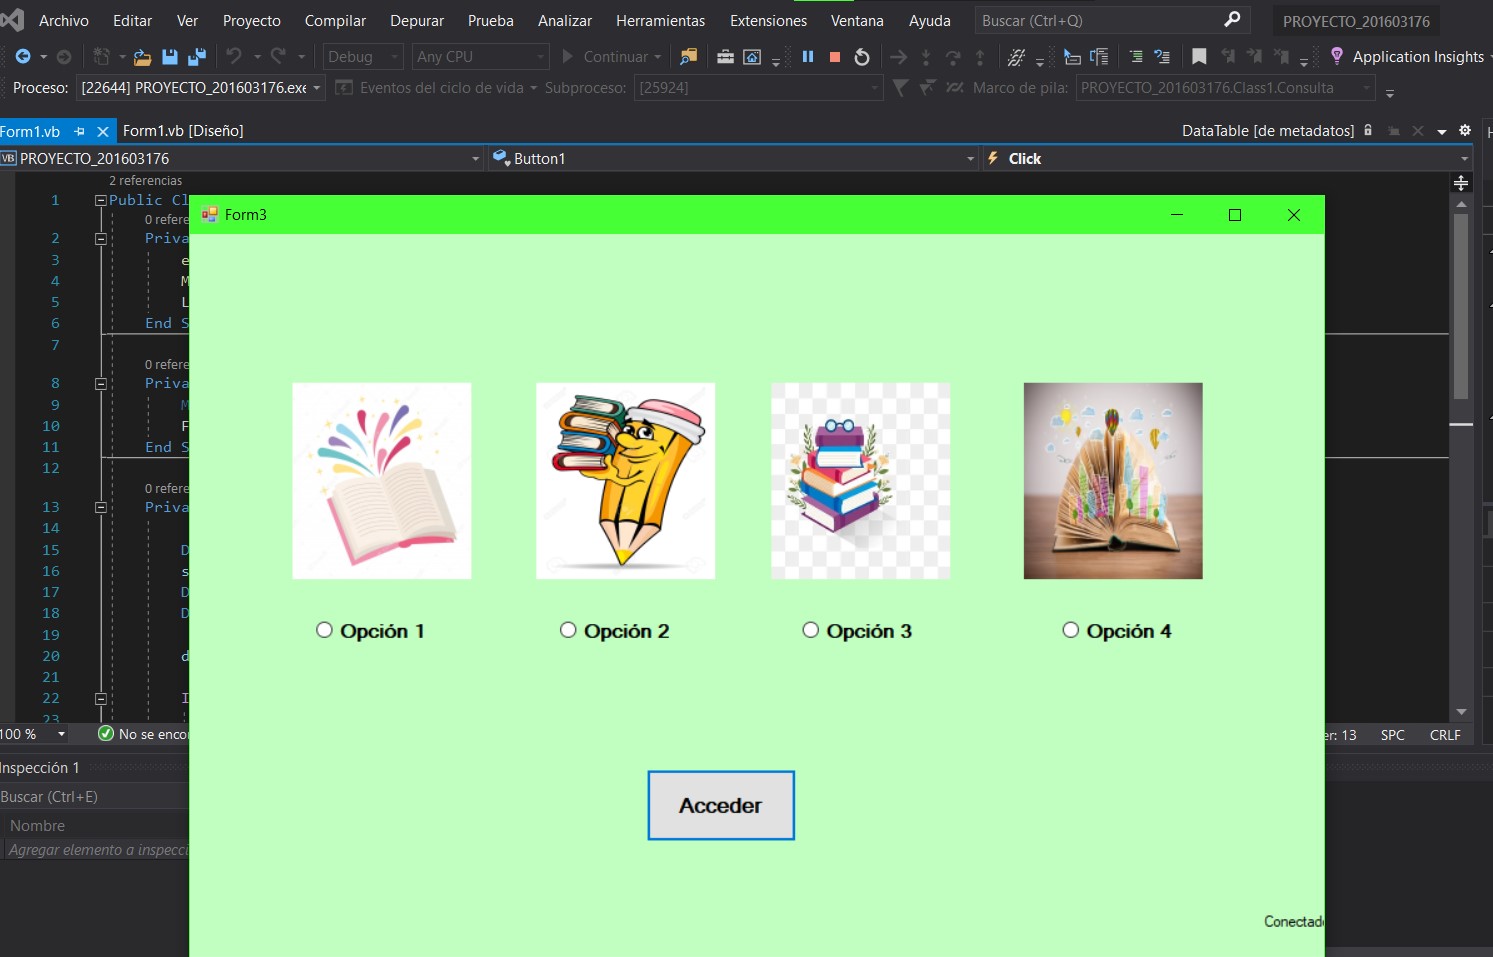 Archivo Editar Ver Proyecto Compilar Depurar Prueba Analizar Herramientas Extensiones Ventana Ayuda Buscar (Ctrl+Q) PROYECTO_201603176
Debug Any CPU Continuar Application Insights
Proceso: [22644] PROYECTO_201603176.exe Eventos del ciclo de vida Subproceso: [25924] Marco de pila: PROYECTO_201603176.Class1.Consulta
Form1.vb Form1.vb [Diseño] DataTable [de metadatos]
VB PROYECTO_201603176 Button1 Click
2 referencias
1 Public Cl
0 refere
2 Priva
3 e
4 M
5 L
6 End S
7
0 refere
8 Priva
9 M
10 F
11 End S
12
0 refere
13 Priva
14
15 D
16 s
17 D
18 D
19
20 d
21
22 I
23
Form3
Opción 1 Opción 2 Opción 3 Opción 4
Acceder
Conectado
100 % No se encon er: 13 SPC CRLF
Inspección 1
Buscar (Ctrl+E)
Nombre
Agregar elemento a inspecci